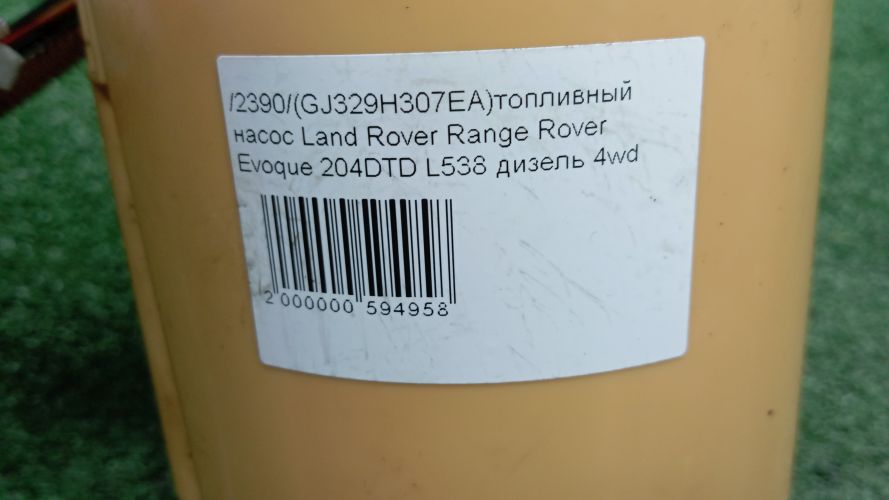 /2390/(GJ329H307EA)топливный
насос Land Rover Range Rover
Evoque 204DTD L538 дизель 4wd
2 000000 594958